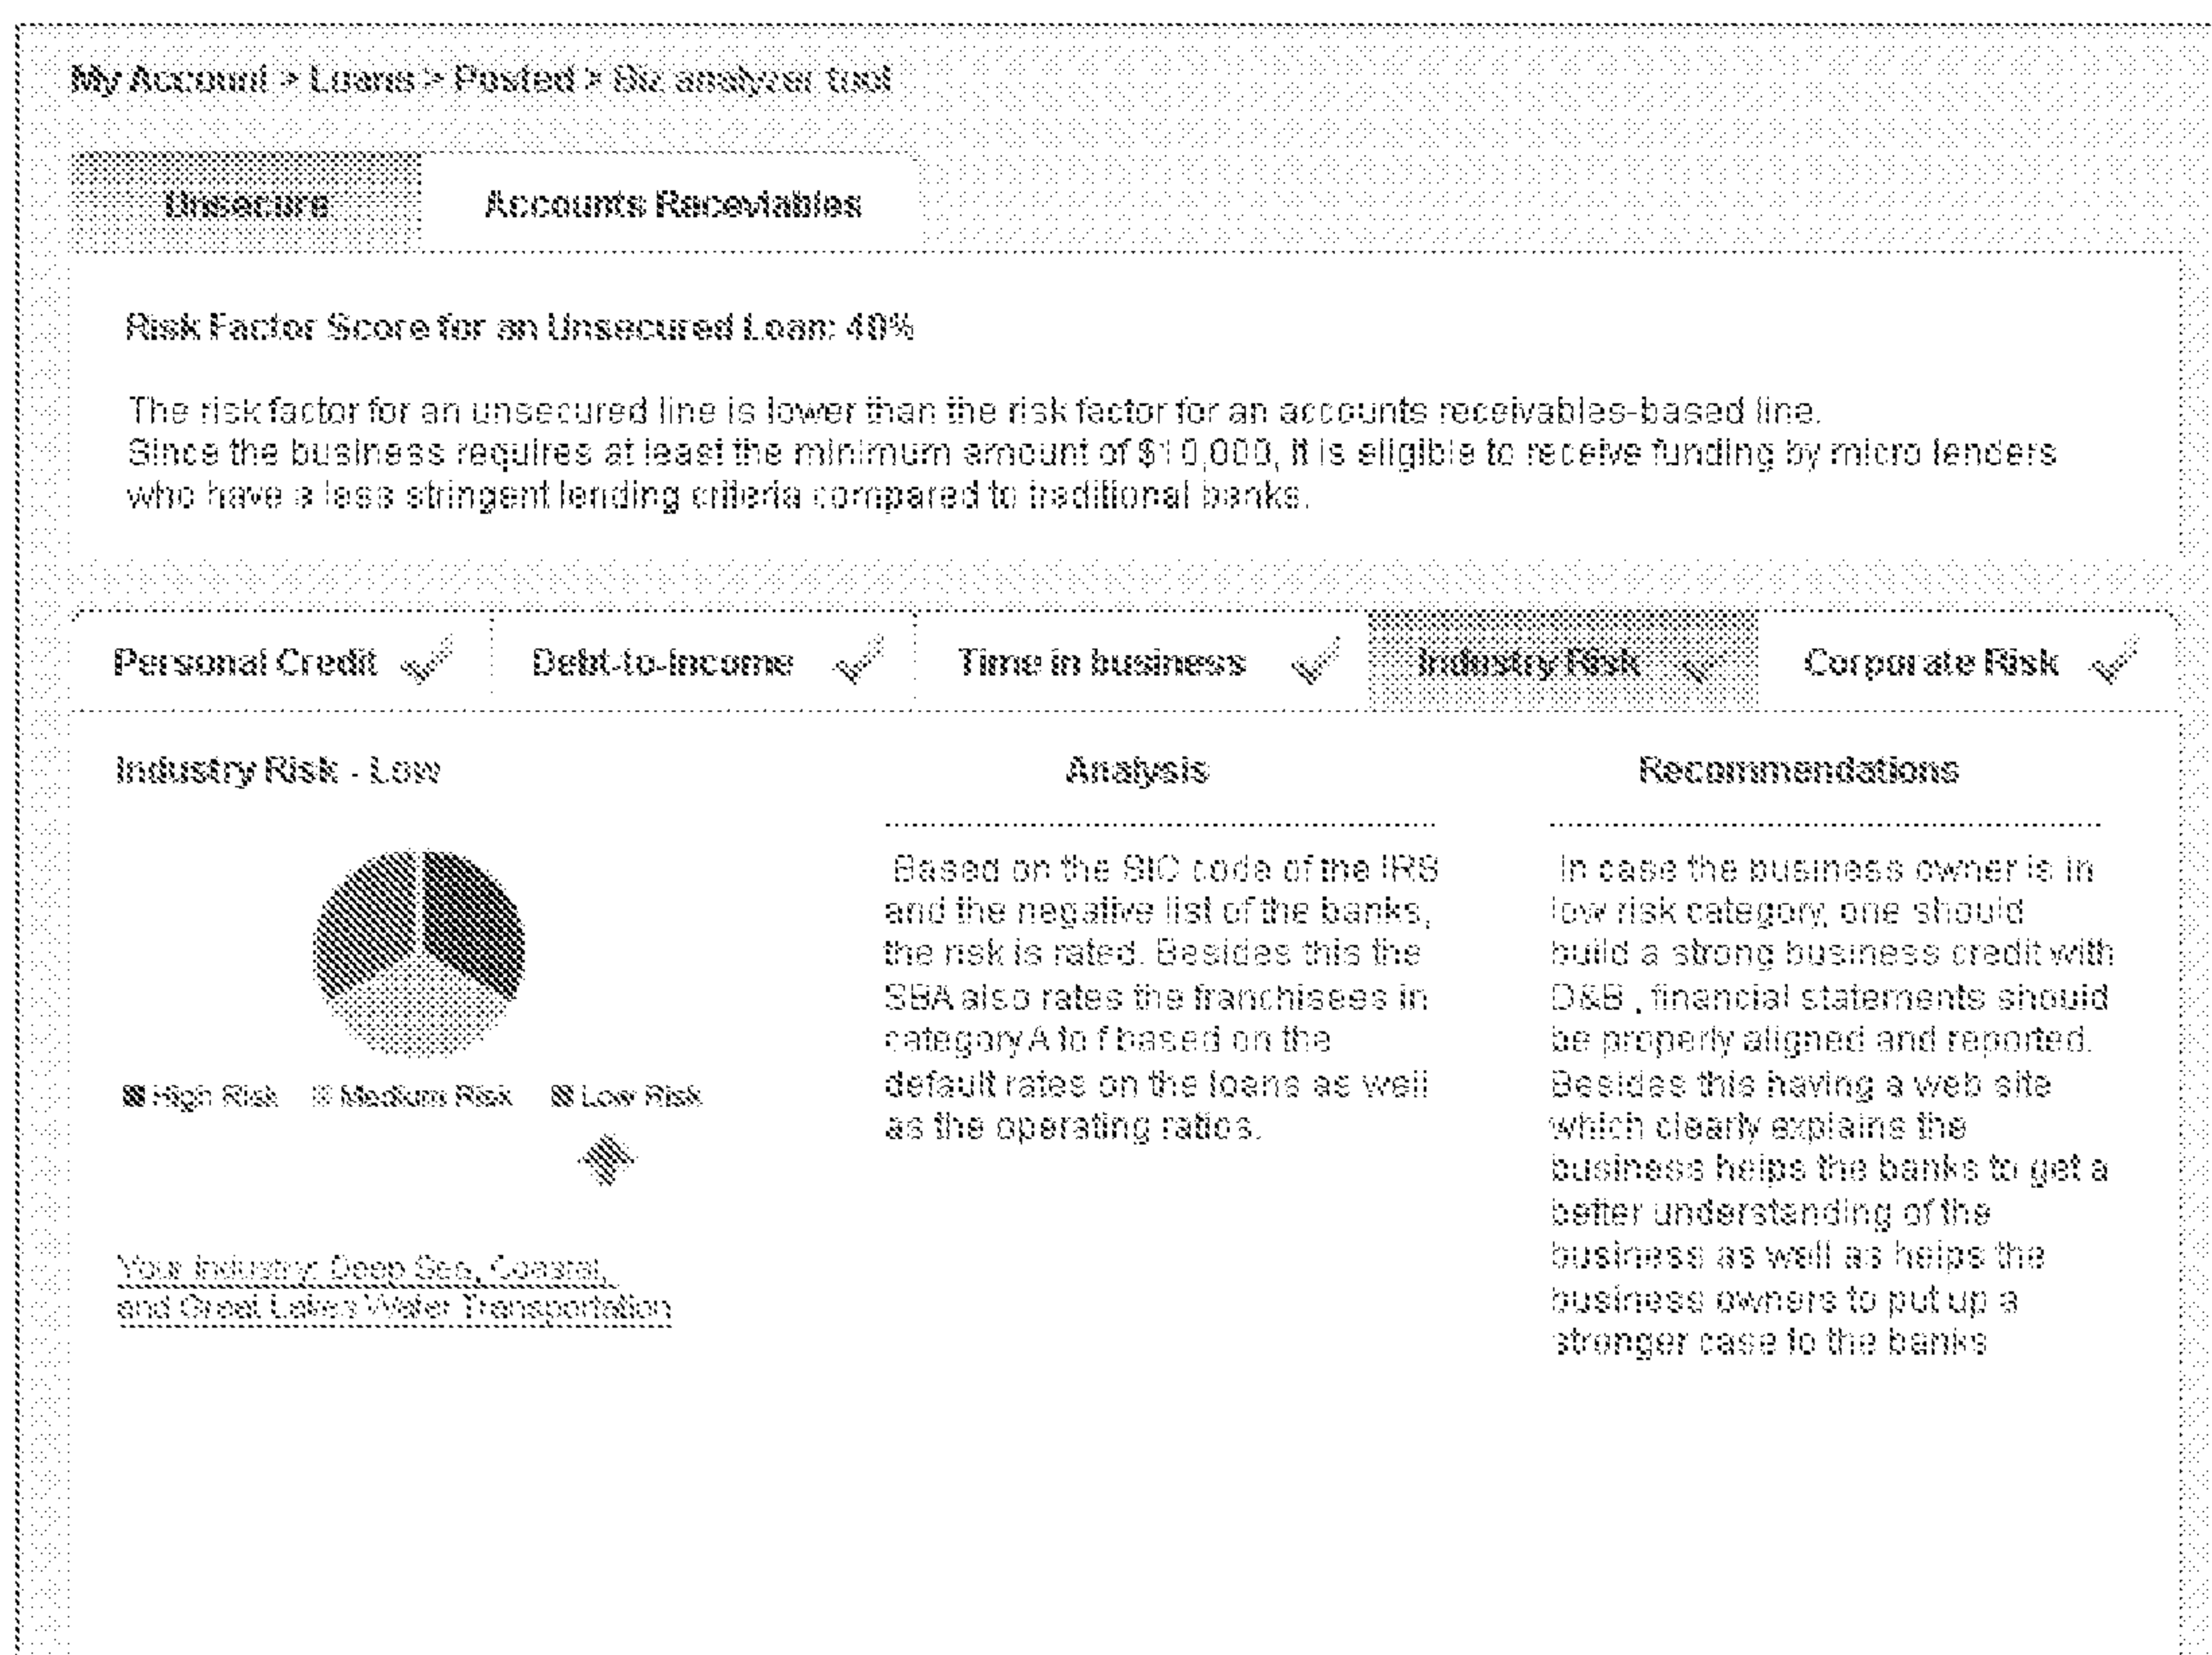 My Account > Loans > Posted > Biz analyzer tool
Unsecure
Accounts Receviables
Risk Factor Score for an Unsecured Loan: 40%
The risk factor for an unsecured line is lower than the risk factor for an accounts receivables-based line.
Since the business requires at least the minimum amount of $10,000, it is eligible to receive funding by micro lenders
who have a less stringent lending criteria compared to traditional banks.
Personal Credit
Debt-to-Income
Time in business
Industry Risk
Corporate Risk
Industry Risk - Low
High Risk
Medium Risk
Low Risk
Your Industry: Deep Sea, Coastal,
and Great Lakes Water Transportation
Analysis
Based on the SIC code of the IRS
and the negative list of the banks,
the risk is rated. Besides this the
SBA also rates the franchisees in
category A to f based on the
default rates on the loans as well
as the operating ratios.
Recommendations
In case the business owner is in
low risk category, one should
build a strong business credit with
D&B , financial statements should
be properly aligned and reported.
Besides this having a web site
which clearly explains the
business helps the banks to get a
better understanding of the
business as well as helps the
business owners to put up a
stronger case to the banks